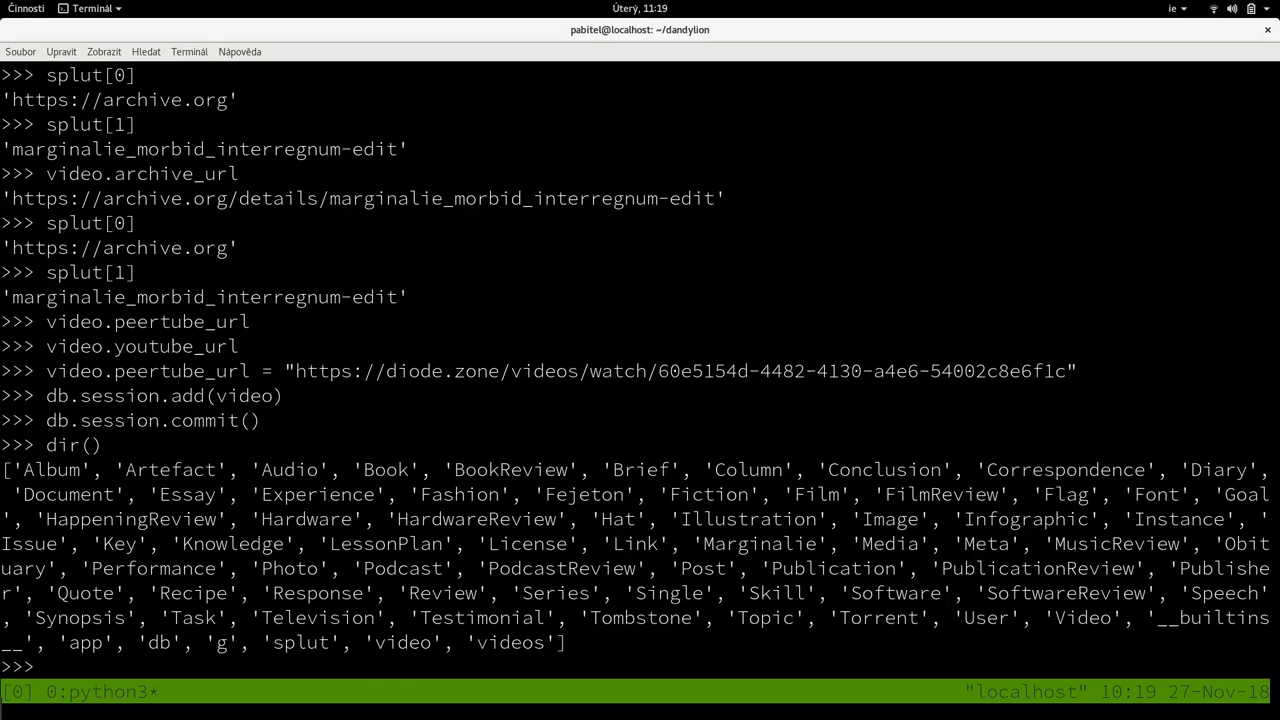 Činnosti Terminál Úterý, 11:19 ie
pabitel@localhost: ~/dandylion ×
Soubor Upravit Zobrazit Hledat Terminál Nápověda
>>> splut[0]
'https://archive.org'
>>> splut[1]
'marginalie_morbid_interregnum-edit'
>>> video.archive_url
'https://archive.org/details/marginalie_morbid_interregnum-edit'
>>> splut[0]
'https://archive.org'
>>> splut[1]
'marginalie_morbid_interregnum-edit'
>>> video.peertube_url
>>> video.youtube_url
>>> video.peertube_url = "https://diode.zone/videos/watch/60e5154d-4482-4130-a4e6-54002c8e6f1c"
>>> db.session.add(video)
>>> db.session.commit()
>>> dir()
['Album', 'Artefact', 'Audio', 'Book', 'BookReview', 'Brief', 'Column', 'Conclusion', 'Correspondence', 'Diary',
 'Document', 'Essay', 'Experience', 'Fashion', 'Fejeton', 'Fiction', 'Film', 'FilmReview', 'Flag', 'Font', 'Goal
', 'HappeningReview', 'Hardware', 'HardwareReview', 'Hat', 'Illustration', 'Image', 'Infographic', 'Instance', '
Issue', 'Key', 'Knowledge', 'LessonPlan', 'License', 'Link', 'Marginalie', 'Media', 'Meta', 'MusicReview', 'Obit
uary', 'Performance', 'Photo', 'Podcast', 'PodcastReview', 'Post', 'Publication', 'PublicationReview', 'Publishe
r', 'Quote', 'Recipe', 'Response', 'Review', 'Series', 'Single', 'Skill', 'Software', 'SoftwareReview', 'Speech'
, 'Synopsis', 'Task', 'Television', 'Testimonial', 'Tombstone', 'Topic', 'Torrent', 'User', 'Video', '__builtins
__', 'app', 'db', 'g', 'splut', 'video', 'videos']
>>>
[0] 0:python3* "localhost" 10:19 27-Nov-18